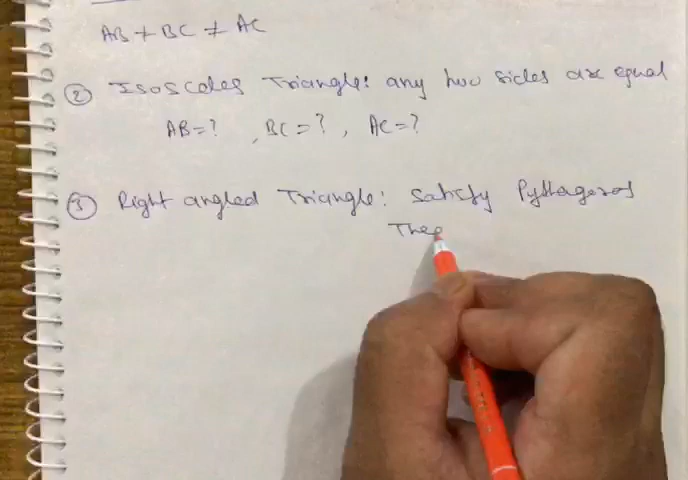 AB + BC ≠ AC
② Isosceles Triangle: any two sides are equal
AB=? , BC=? , AC=?
③ Right angled Triangle: Satisfy Pythagoros
Theo